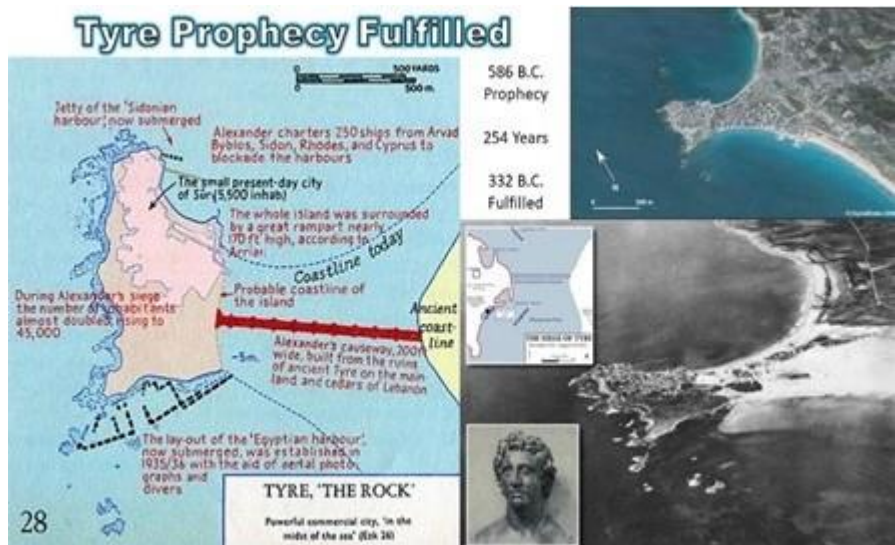 Tyre Prophecy Fulfilled
500 YARDS
500 m.
Jetty of the 'Sidonian
harbour', now submerged
Alexander charters 250 ships from Arvad
Byblos, Sidon, Rhodes, and Cyprus to
blockade the harbours
The small present-day city
of Sur (5,500 inhab)
The whole island was surrounded
by a great rampart nearly
170 ft high, according to
Arrian
Coastline today
Probable coastline of
the island
During Alexander's siege
the number of inhabitants
almost doubled, rising to
45,000
Ancient
coast-
line
-5m.
Alexander's causeway, 200ft
wide, built from the ruins
of ancient Tyre on the main
land and cedars of Lebanon
The lay-out of the 'Egyptian harbour',
now submerged, was established in
1935/36 with the aid of aerial photo-
graphs and
divers
TYRE, 'THE ROCK'
Powerful commercial city, 'in the
midst of the sea' (Ezk 26)
28
586 B.C.
Prophecy
254 Years
332 B.C.
Fulfilled
THE SIEGE OF TYRE